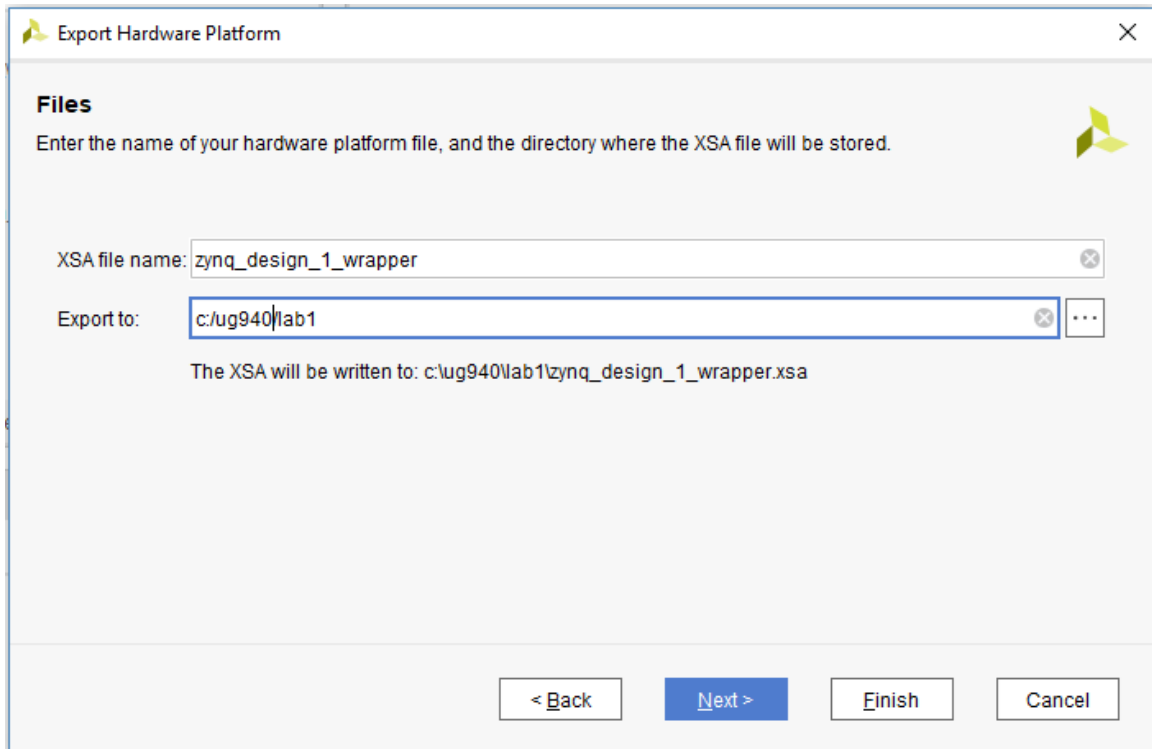 Export Hardware Platform
Files
Enter the name of your hardware platform file, and the directory where the XSA file will be stored.
XSA file name: zynq_design_1_wrapper
Export to: c:/ug940/lab1
The XSA will be written to: c:\ug940\lab1\zynq_design_1_wrapper.xsa
< Back Next > Finish Cancel